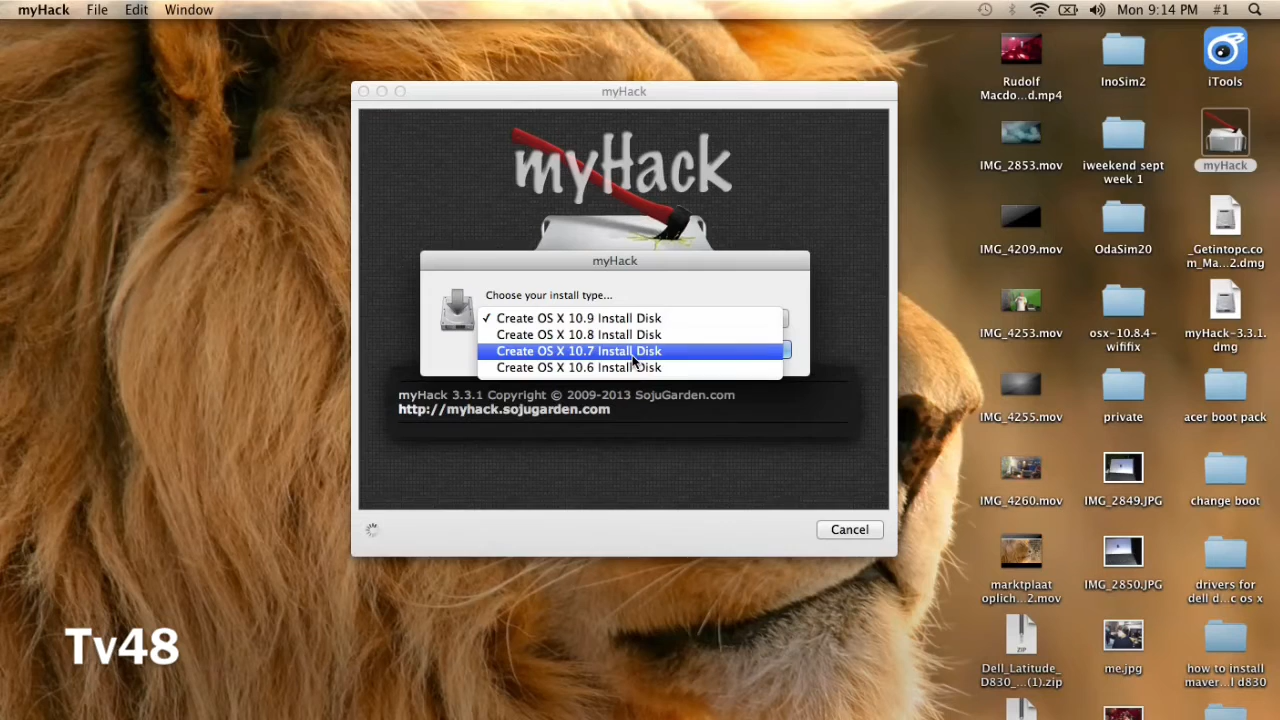 myHack File Edit Window
Mon 9:14 PM #1
myHack
myHack
myHack
Choose your install type...
✓ Create OS X 10.9 Install Disk
Create OS X 10.8 Install Disk
Create OS X 10.7 Install Disk
Create OS X 10.6 Install Disk
myHack 3.3.1 Copyright © 2009-2013 SojuGarden.com
http://myhack.sojugarden.com
Cancel
Tv48
Rudolf
Macdo...d.mp4
InoSim2
iTools
IMG_2853.mov
iweekend sept
week 1
myHack
IMG_4209.mov
OdaSim20
_Getintopc.co
m_Ma...2.dmg
IMG_4253.mov
osx-10.8.4-
wififix
myHack-3.3.1.
dmg
IMG_4255.mov
private
acer boot pack
IMG_4260.mov
IMG_2849.JPG
change boot
marktplaat
oplich...2.mov
IMG_2850.JPG
drivers for
dell d...c os x
ZIP
Dell_Latitude_
D830_...(1).zip
me.jpg
how to install
maver...l d830